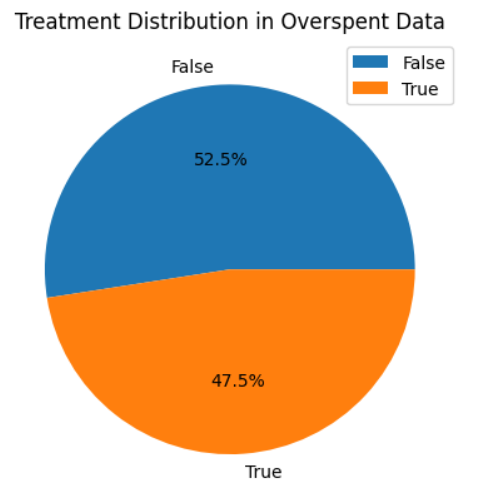 Treatment Distribution in Overspent Data
False
False
True
52.5%
47.5%
True